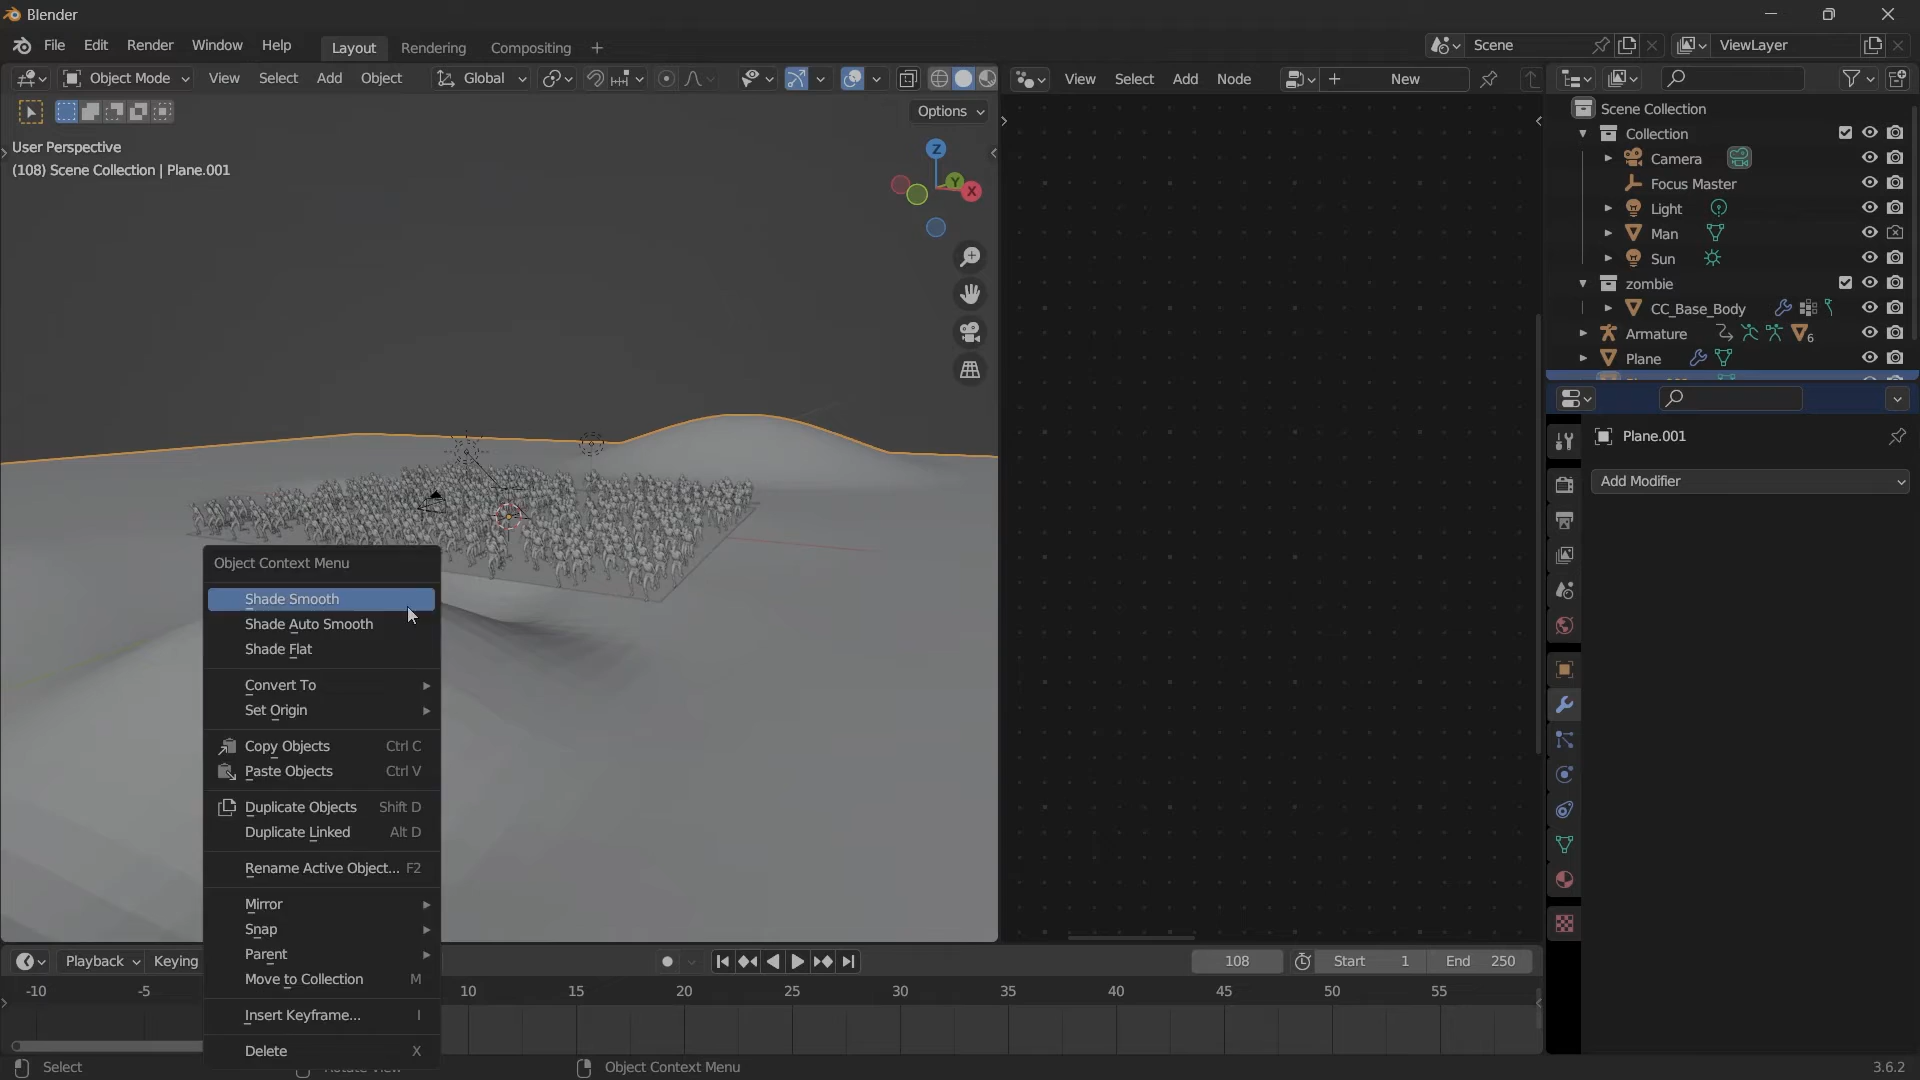 Blender
File Edit Render Window Help Layout Rendering Compositing + Scene ViewLayer
Object Mode View Select Add Object Global View Select Add Node New
Options
User Perspective
(108) Scene Collection | Plane.001
Z
Y
X
Scene Collection
Collection
Camera
Focus Master
Light
Man
Sun
zombie
CC_Base_Body
Armature 6
Plane
Plane.001
Add Modifier
Object Context Menu
Shade Smooth
Shade Auto Smooth
Shade Flat
Convert To
Set Origin
Copy Objects Ctrl C
Paste Objects Ctrl V
Duplicate Objects Shift D
Duplicate Linked Alt D
Rename Active Object... F2
Mirror
Snap
Parent
Move to Collection M
Insert Keyframe... I
Delete X
Playback Keying 108 Start 1 End 250
-10 -5 10 15 20 25 30 35 40 45 50 55
Select Object Context Menu 3.6.2